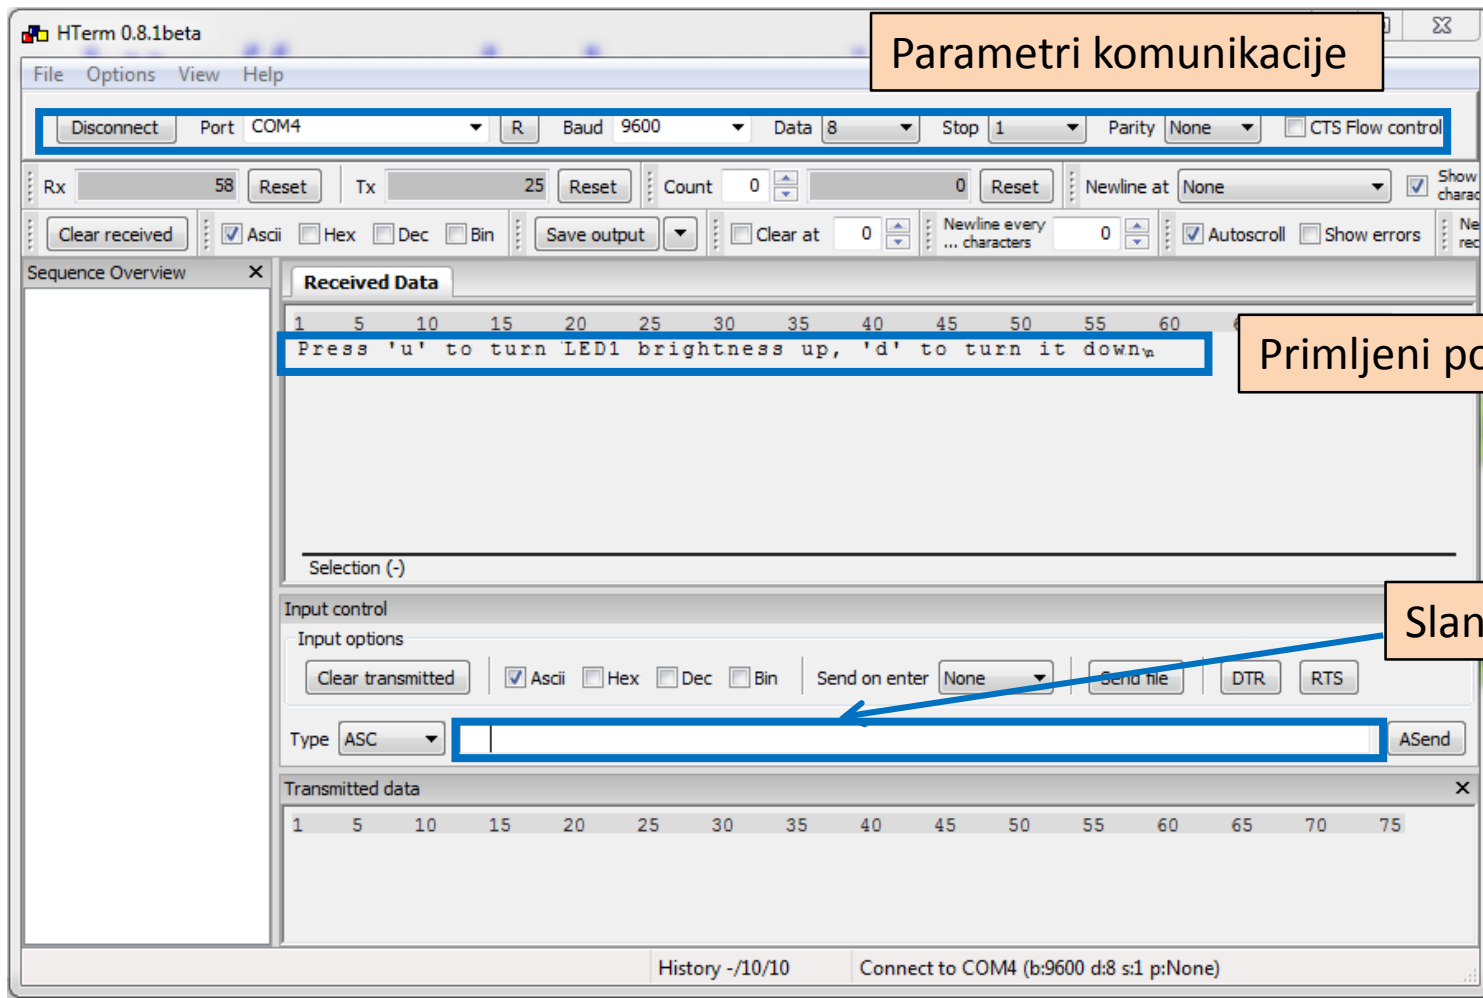 HTerm 0.8.1beta
Parametri komunikacije
File Options View Help
Disconnect Port COM4 R Baud 9600 Data 8 Stop 1 Parity None CTS Flow control
Rx 58 Reset Tx 25 Reset Count 0 0 Reset Newline at None Show
charac
Clear received Ascii Hex Dec Bin Save output Clear at 0 Newline every
... characters 0 Autoscroll Show errors Ne
rec
Sequence Overview X
Received Data
1 5 10 15 20 25 30 35 40 45 50 55 60
Press 'u' to turn LED1 brightness up, 'd' to turn it down\n
Primljeni po
Selection (-)
Input control
Slan
Input options
Clear transmitted Ascii Hex Dec Bin Send on enter None Send file DTR RTS
Type ASC ASend
Transmitted data X
1 5 10 15 20 25 30 35 40 45 50 55 60 65 70 75
History -/10/10 Connect to COM4 (b:9600 d:8 s:1 p:None)